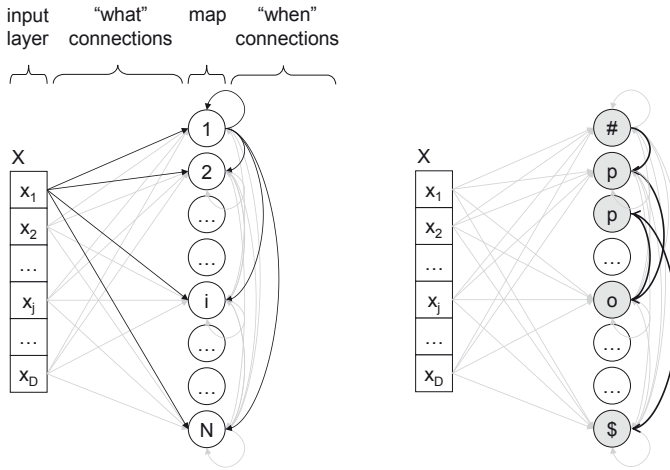 input layer
“what” connections
map
“when” connections
X
x1
x2
...
xj
...
xD
1
2
...
...
i
...
...
N
X
x1
x2
...
xj
...
xD
#
p
p
...
o
...
...
$